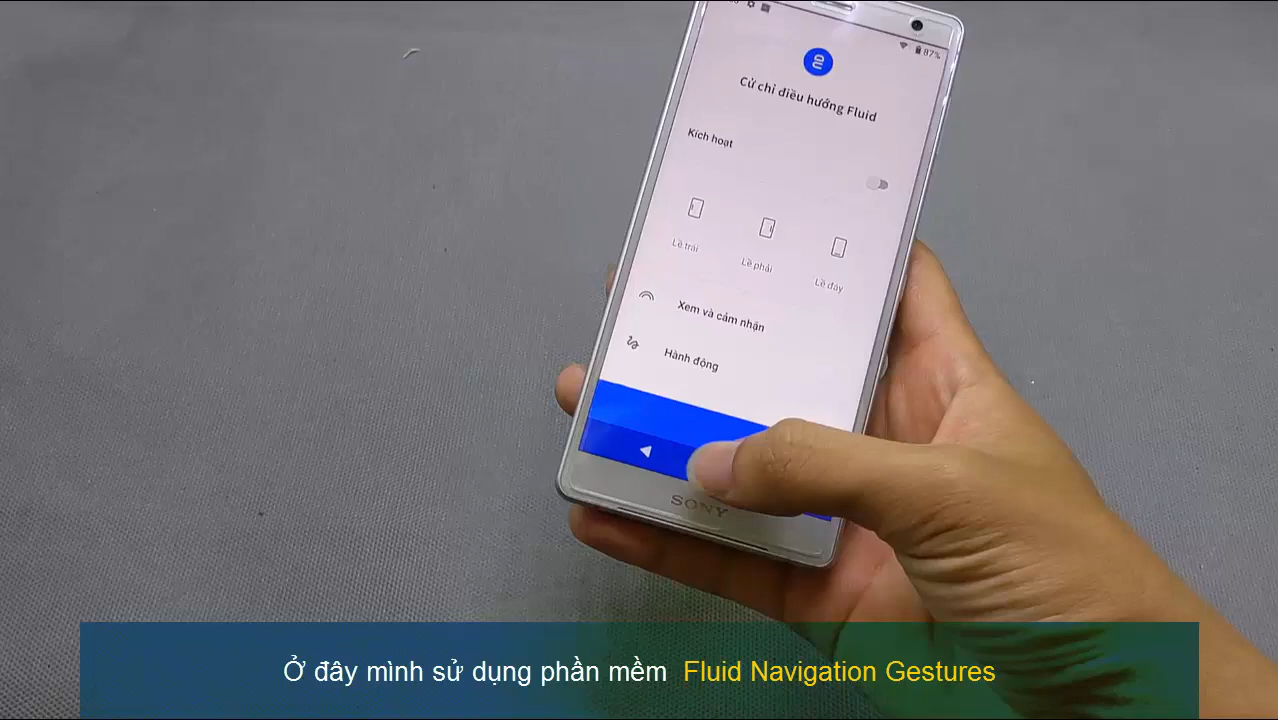 87%
Cử chỉ điều hướng Fluid
Kích hoạt
Lề trái
Lề phải
Lề đáy
Xem và cảm nhận
Hành động
SONY
Ở đây mình sử dụng phần mềm Fluid Navigation Gestures